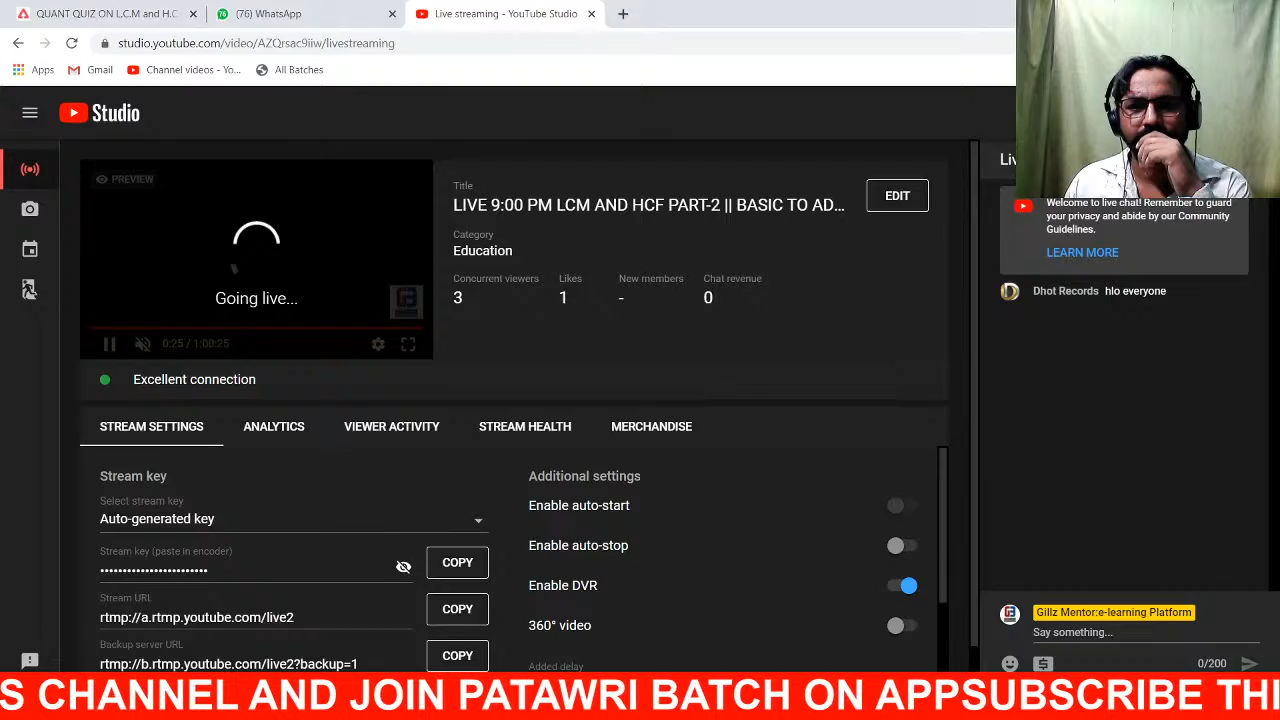 QUANT QUIZ ON L.C.M and H.C
(76) WhatsApp
Live streaming - YouTube Studio
studio.youtube.com/video/AZQrsac9iiw/livestreaming
Apps
Gmail
Channel videos - Yo...
All Batches
Studio
PREVIEW
Going live...
0:25 / 1:00:25
Title
LIVE 9:00 PM LCM AND HCF PART-2 || BASIC TO AD...
EDIT
Category
Education
Concurrent viewers Likes New members Chat revenue
3 1 - 0
Excellent connection
STREAM SETTINGS ANALYTICS VIEWER ACTIVITY STREAM HEALTH MERCHANDISE
Stream key
Select stream key
Auto-generated key
Stream key (paste in encoder)
•••••••••••••••••••••••• COPY
Stream URL
rtmp://a.rtmp.youtube.com/live2 COPY
Backup server URL
rtmp://b.rtmp.youtube.com/live2?backup=1 COPY
Additional settings
Enable auto-start
Enable auto-stop
Enable DVR
360° video
Added delay
Liv
Welcome to live chat! Remember to guard
your privacy and abide by our Community
Guidelines.
LEARN MORE
Dhot Records hlo everyone
Gillz Mentor:e-learning Platform
Say something...
0/200
S CHANNEL AND JOIN PATAWRI BATCH ON APPSUBSCRIBE THI